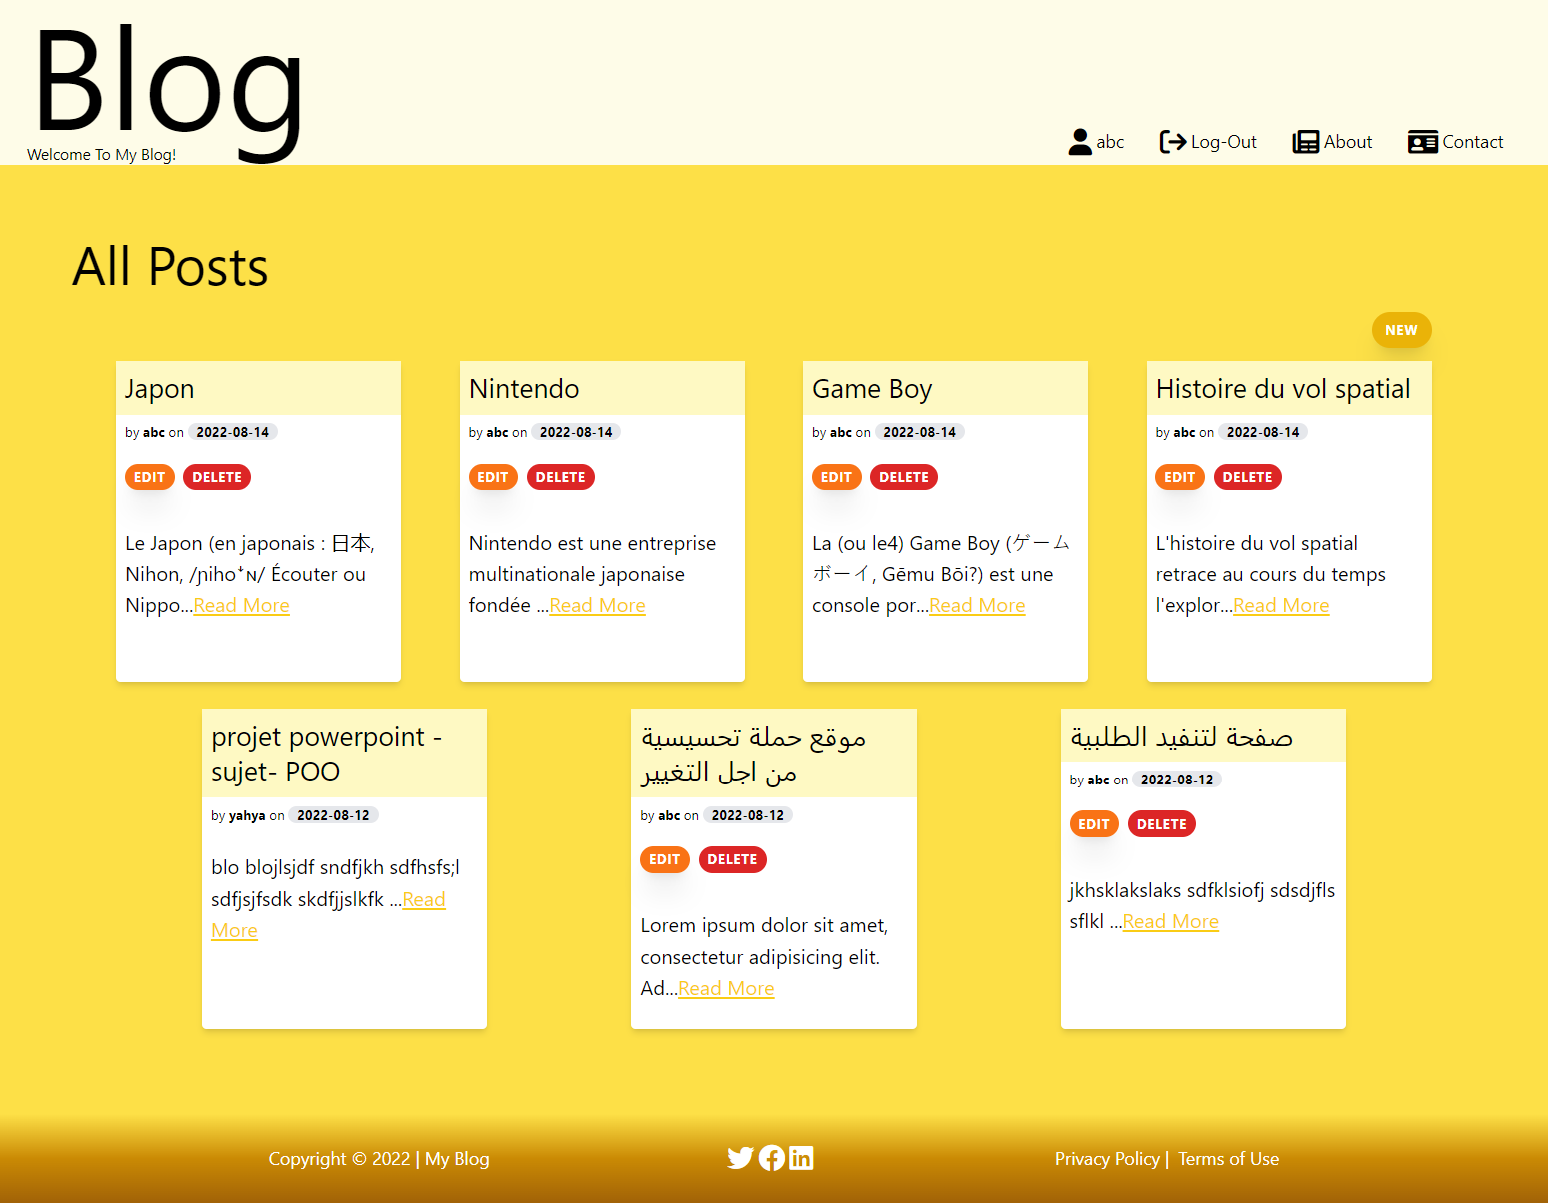 Blog
Welcome To My Blog!
abc
Log-Out
About
Contact
All Posts
NEW
Japon
by abc on 2022-08-14
EDIT DELETE
Le Japon (en japonais : 日本,
Nihon, /ɲihoꜜɴ/ Écouter ou
Nippo...Read More
Nintendo
by abc on 2022-08-14
EDIT DELETE
Nintendo est une entreprise
multinationale japonaise
fondée ...Read More
Game Boy
by abc on 2022-08-14
EDIT DELETE
La (ou le4) Game Boy (ゲーム
ボーイ, Gēmu Bōi?) est une
console por...Read More
Histoire du vol spatial
by abc on 2022-08-14
EDIT DELETE
L'histoire du vol spatial
retrace au cours du temps
l'explor...Read More
projet powerpoint -
sujet- POO
by yahya on 2022-08-12
blo blojlsjdf sndfjkh sdfhsfs;l
sdfjsjfsdk skdfjjslkfk ...Read
More
موقع حملة تحسيسية
من اجل التغيير
by abc on 2022-08-12
EDIT DELETE
Lorem ipsum dolor sit amet,
consectetur adipisicing elit.
Ad...Read More
صفحة لتنفيد الطلبية
by abc on 2022-08-12
EDIT DELETE
jkhsklakslaks sdfklsiofj sdsdjfls
sflkl ...Read More
Copyright © 2022 | My Blog
Privacy Policy | Terms of Use